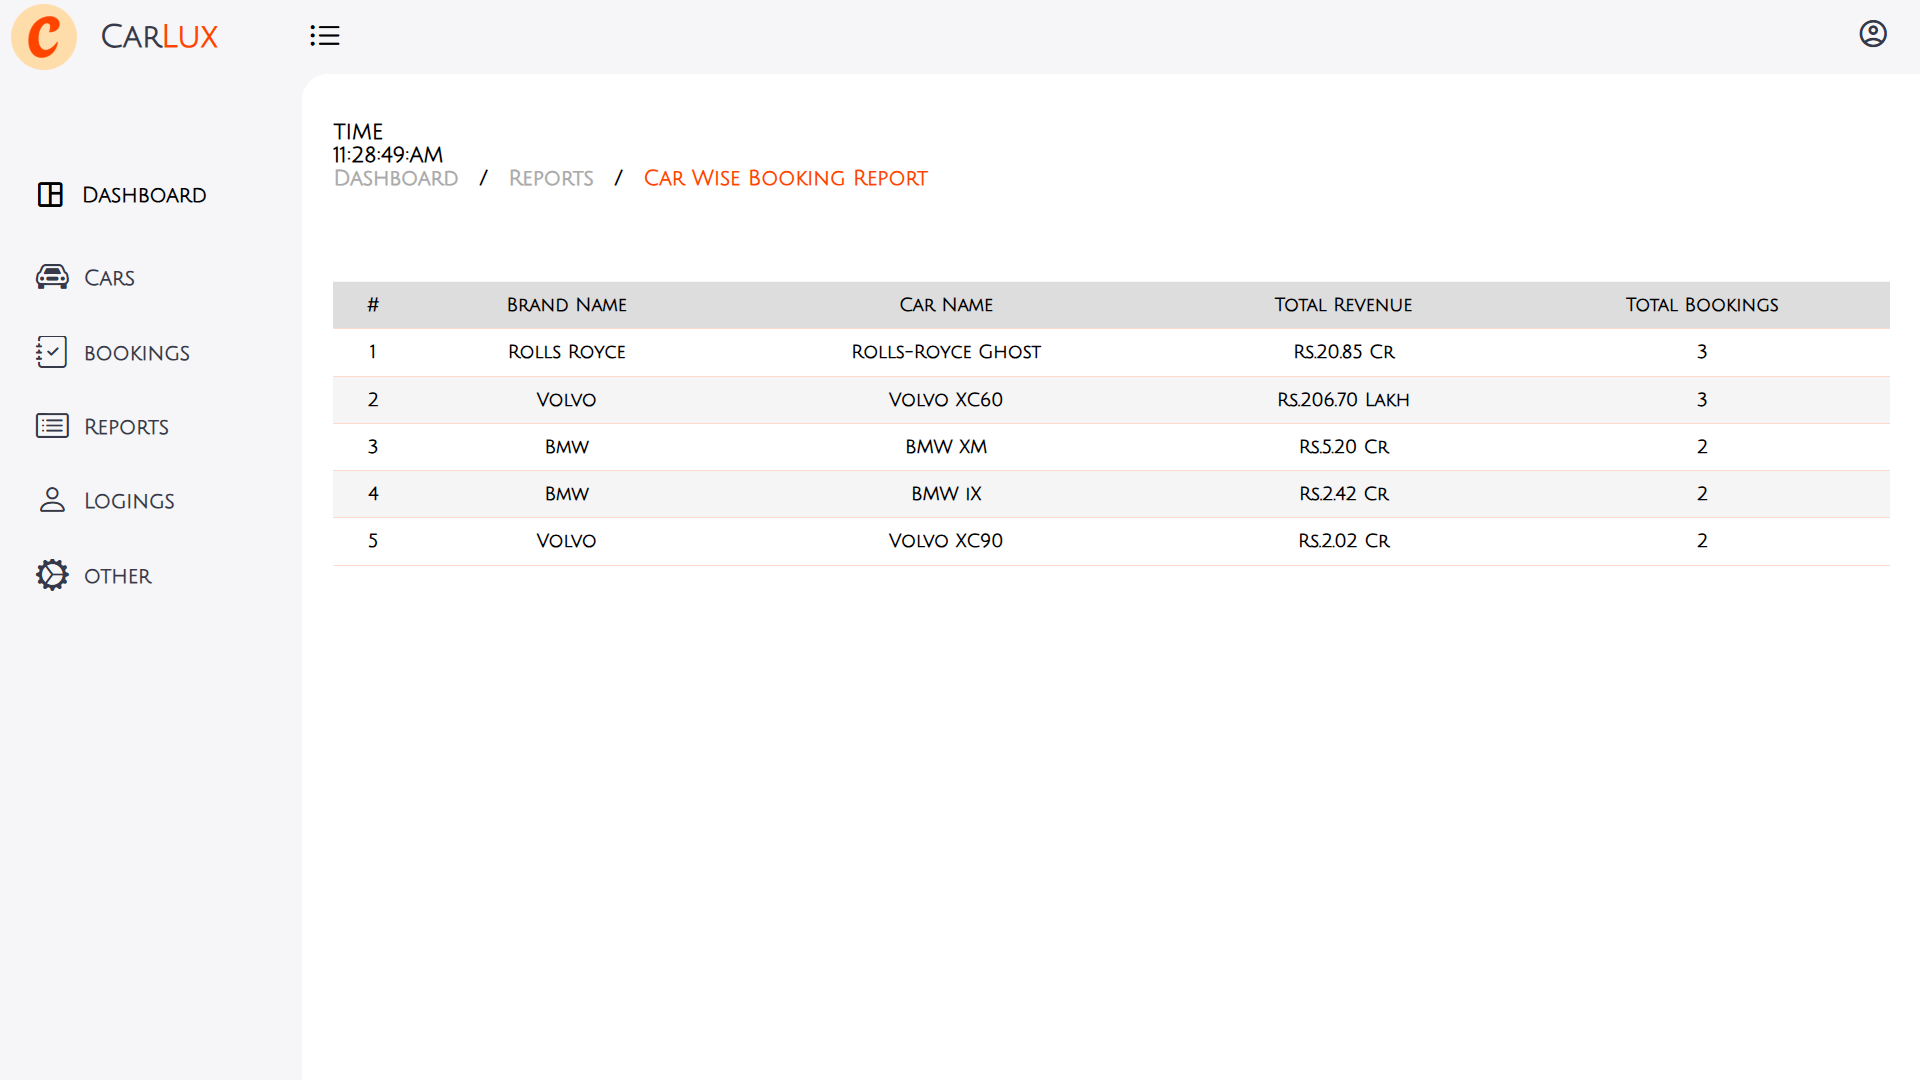 C CarLux
TIME
11:28:49:AM
Dashboard / Reports / Car Wise Booking Report
Dashboard
Cars
bookings
Reports
Logings
other
# Brand Name Car Name Total Revenue Total Bookings
1 Rolls Royce Rolls-Royce Ghost Rs.20.85 Cr 3
2 Volvo Volvo XC60 Rs.206.70 Lakh 3
3 Bmw BMW XM Rs.5.20 Cr 2
4 Bmw BMW iX Rs.2.42 Cr 2
5 Volvo Volvo XC90 Rs.2.02 Cr 2